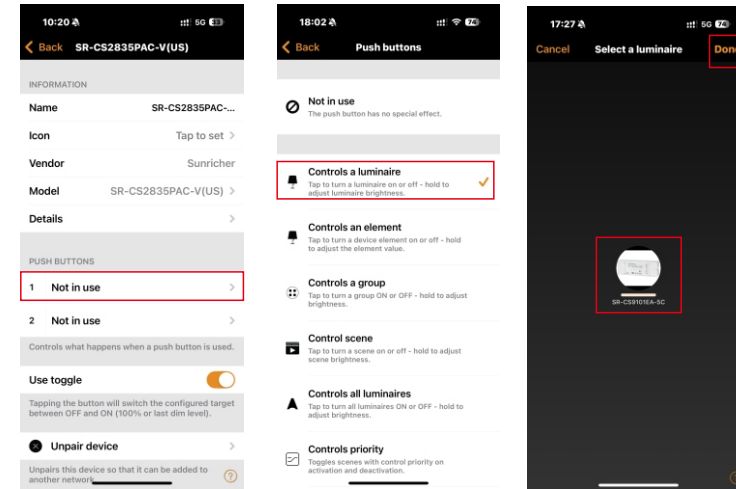 10:20
5G 33
Back SR-CS2835PAC-V(US)
INFORMATION
Name SR-CS2835PAC-...
Icon Tap to set
Vendor Sunricher
Model SR-CS2835PAC-V(US)
Details
PUSH BUTTONS
1 Not in use
2 Not in use
Controls what happens when a push button is used.
Use toggle
Tapping the button will switch the configured target
between OFF and ON (100% or last dim level).
Unpair device
Unpairs this device so that it can be added to
another network
18:02
74
Back Push buttons
Not in use
The push button has no special effect.
Controls a luminaire
Tap to turn a luminaire on or off - hold to
adjust luminaire brightness.
Controls an element
Tap to turn a device element on or off - hold
to adjust the element value.
Controls a group
Tap to turn a group ON or OFF - hold to adjust
brightness.
Control scene
Tap to turn a scene on or off - hold to adjust
scene brightness.
Controls all luminaires
Tap to turn all luminaires ON or OFF - hold to
adjust brightness.
Controls priority
Toggles scenes with control priority on
activation and deactivation.
17:27
5G 74
Cancel Select a luminaire Done
SR-CS9101EA-5C